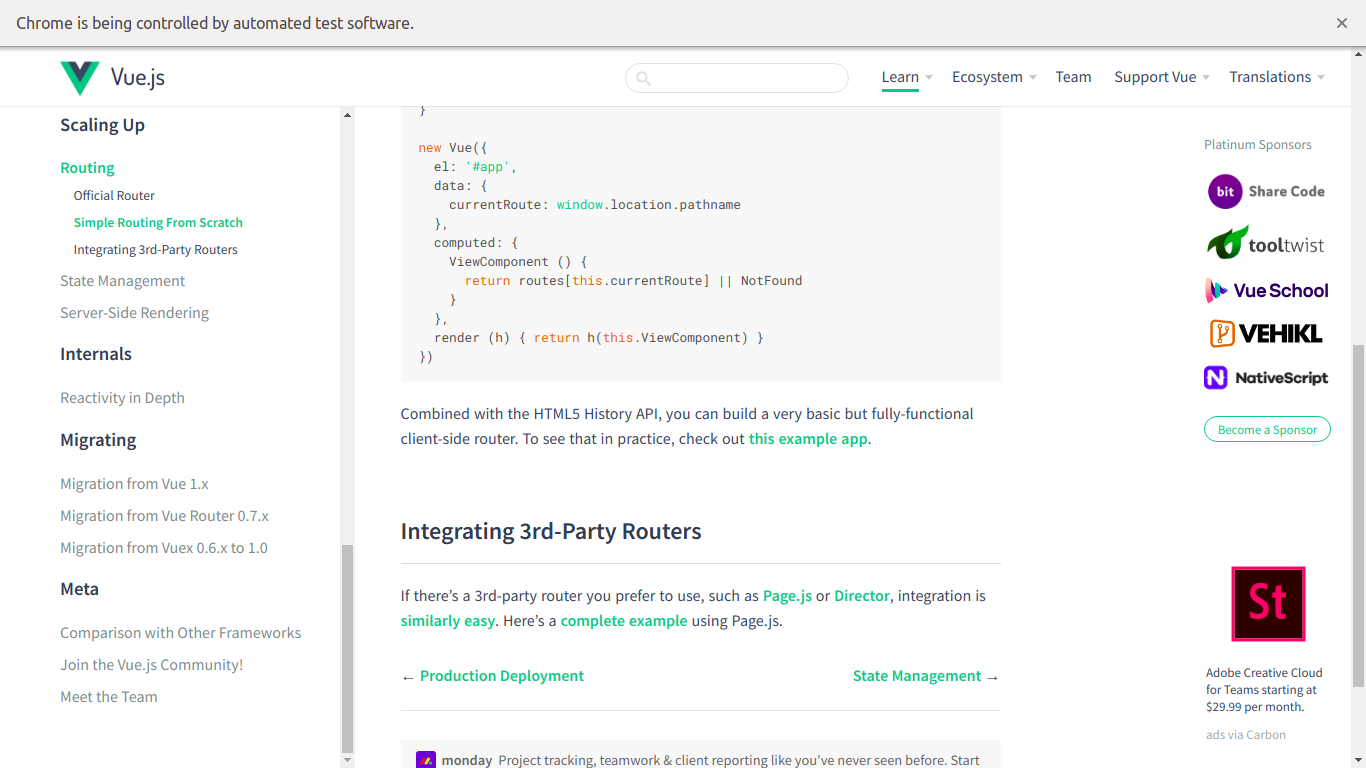 Chrome is being controlled by automated test software.
Vue.js
Learn
Ecosystem
Team
Support Vue
Translations
Scaling Up
Routing
Official Router
Simple Routing From Scratch
Integrating 3rd-Party Routers
State Management
Server-Side Rendering
Internals
Reactivity in Depth
Migrating
Migration from Vue 1.x
Migration from Vue Router 0.7.x
Migration from Vuex 0.6.x to 1.0
Meta
Comparison with Other Frameworks
Join the Vue.js Community!
Meet the Team
}
new Vue({
  el: '#app',
  data: {
    currentRoute: window.location.pathname
  },
  computed: {
    ViewComponent () {
      return routes[this.currentRoute] || NotFound
    }
  },
  render (h) { return h(this.ViewComponent) }
})
Combined with the HTML5 History API, you can build a very basic but fully-functional
client-side router. To see that in practice, check out this example app.
Integrating 3rd-Party Routers
If there’s a 3rd-party router you prefer to use, such as Page.js or Director, integration is
similarly easy. Here’s a complete example using Page.js.
← Production Deployment
State Management →
monday Project tracking, teamwork & client reporting like you've never seen before. Start
Platinum Sponsors
bit Share Code
tooltwist
Vue School
VEHIKL
N NativeScript
Become a Sponsor
St
Adobe Creative Cloud
for Teams starting at
$29.99 per month.
ads via Carbon